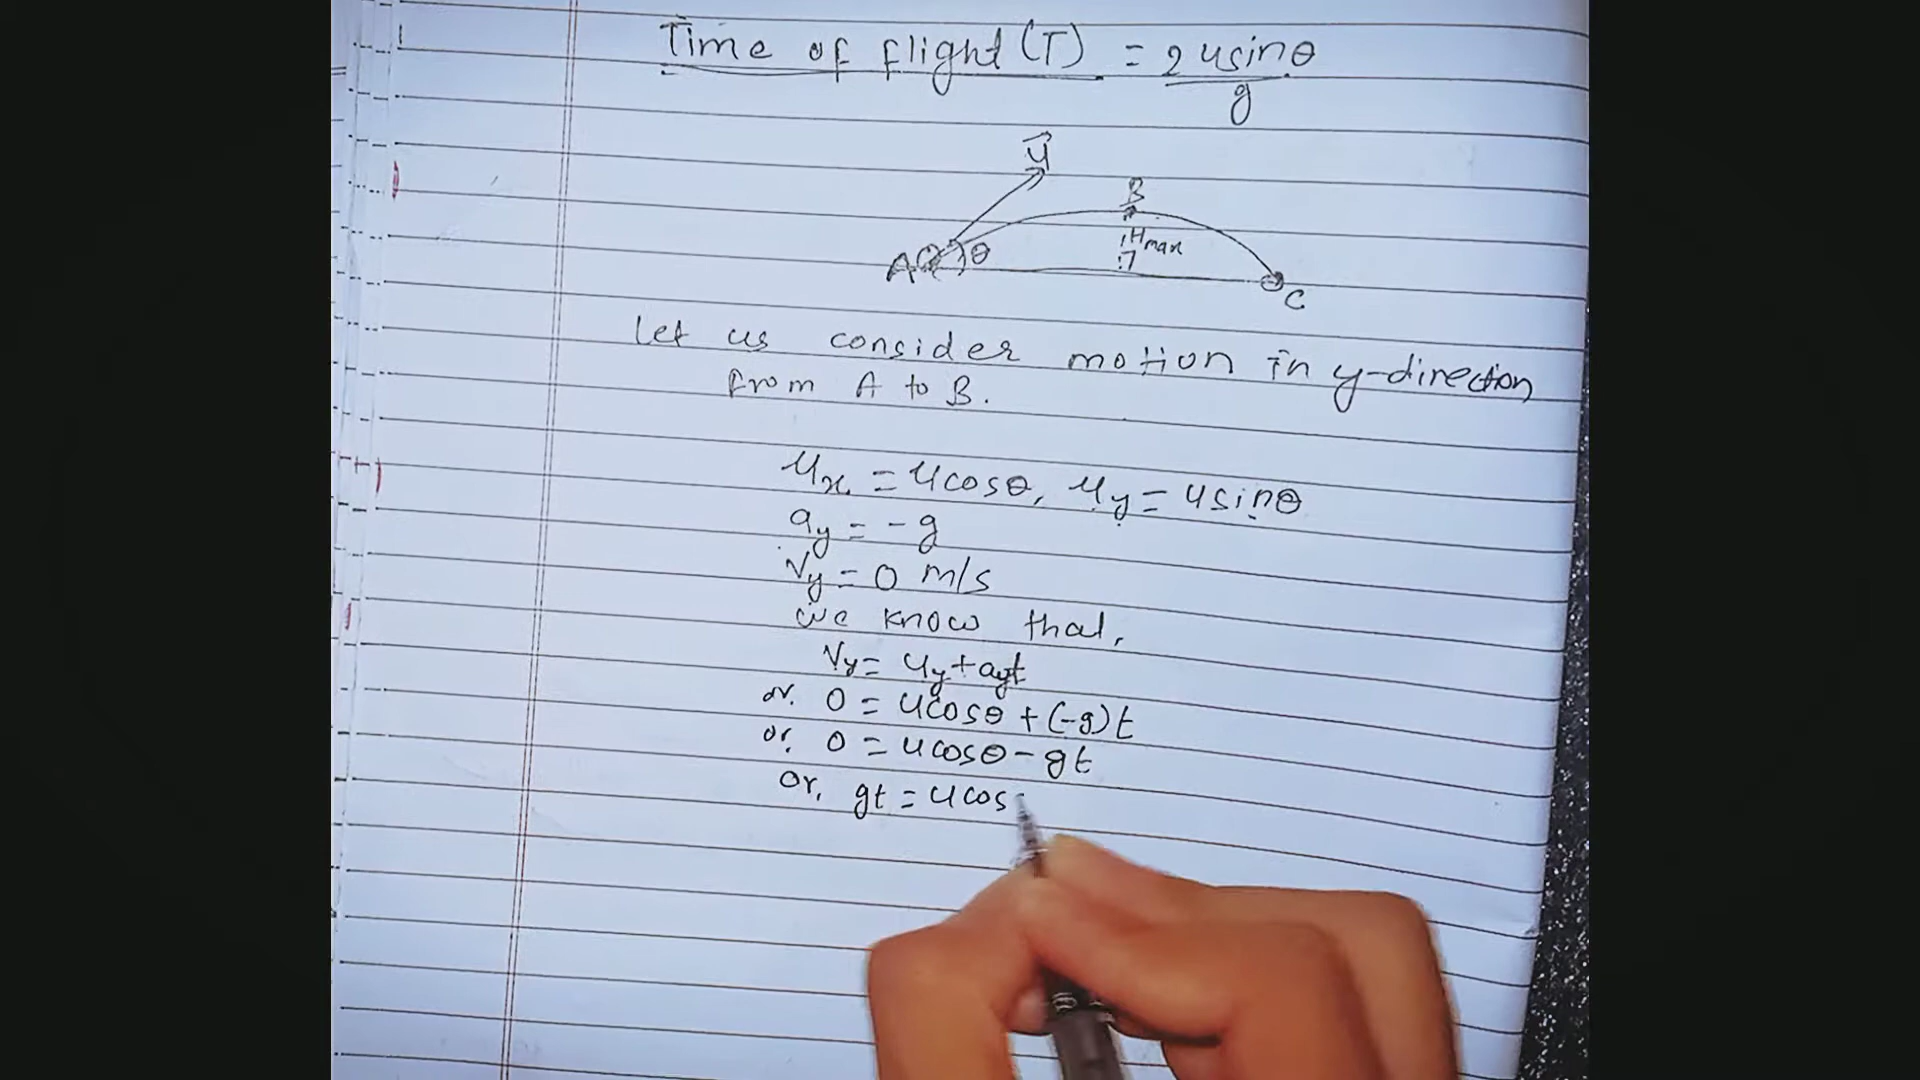 Time of flight (T) = 2usinθ/g
u⃗
B
Hmax
A θ
C
Let us consider motion in y-direction
from A to B.
ux = ucosθ, uy = usinθ
ay = -g
Vy = 0 m/s
we know that,
Vy = uy + ayt
or, 0 = ucosθ + (-g)t
or, 0 = ucosθ - gt
or, gt = ucos